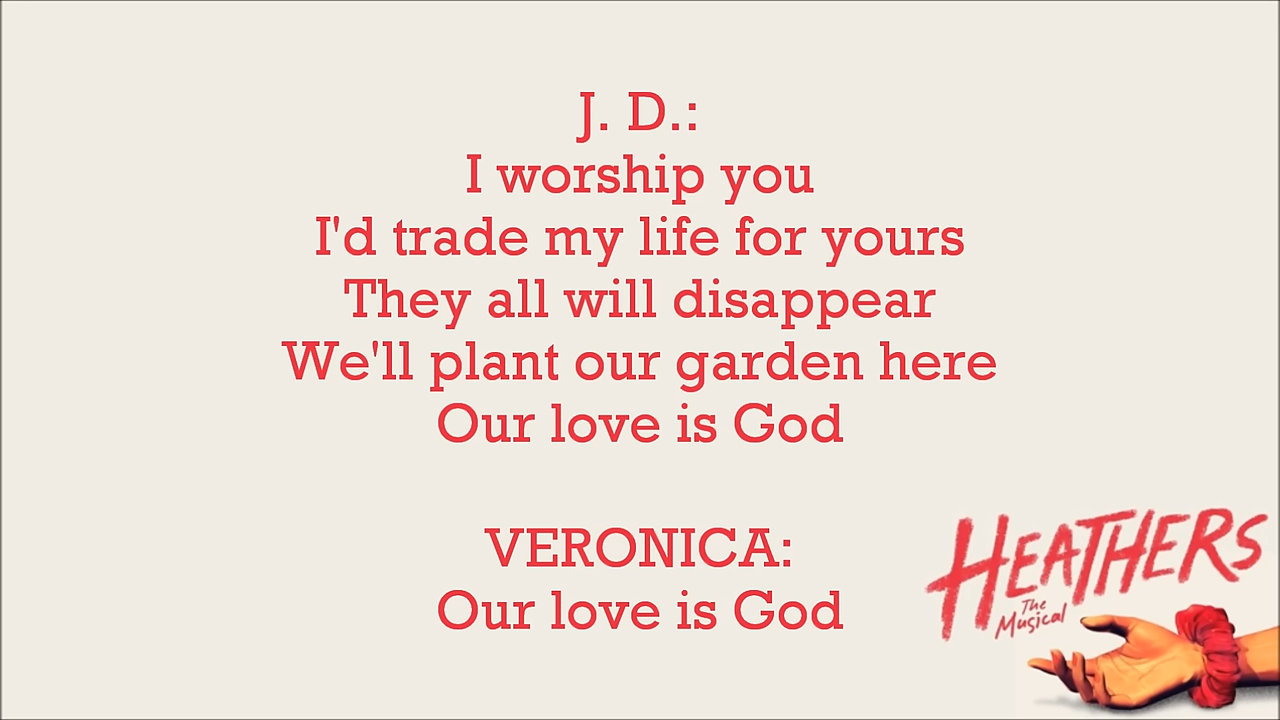 J. D.:
I worship you
I'd trade my life for yours
They all will disappear
We'll plant our garden here
Our love is God
VERONICA:
Our love is God
HEATHERS
The
Musical